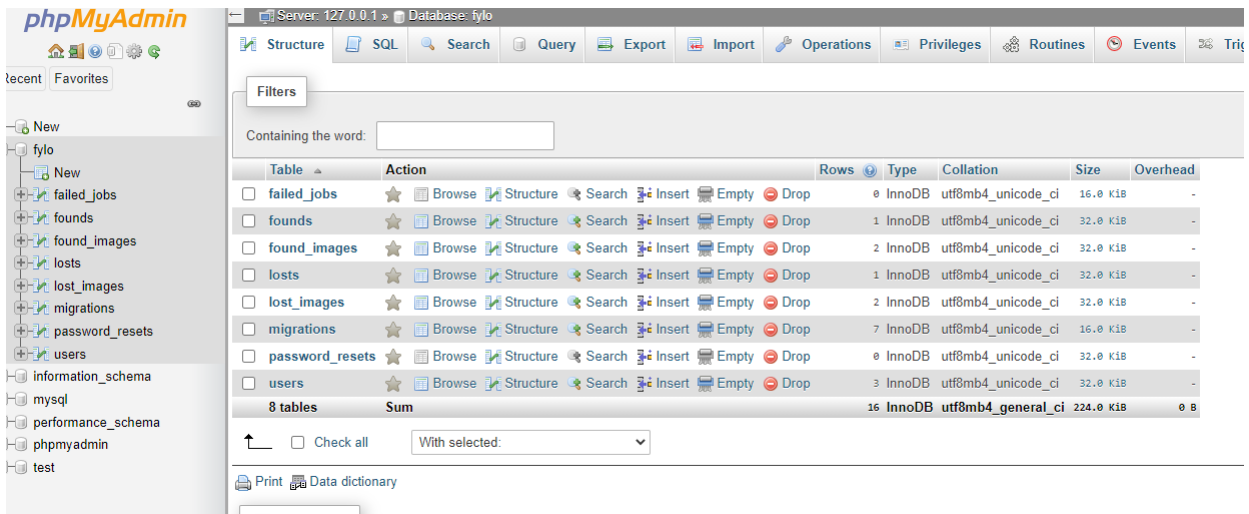 phpMyAdmin
Recent Favorites
New
fylo
New
failed_jobs
founds
found_images
losts
lost_images
migrations
password_resets
users
information_schema
mysql
performance_schema
phpmyadmin
test
Server: 127.0.0.1 » Database: fylo
Structure SQL Search Query Export Import Operations Privileges Routines Events Trig
Filters
Containing the word:
Table Action Rows Type Collation Size Overhead
failed_jobs Browse Structure Search Insert Empty Drop 0 InnoDB utf8mb4_unicode_ci 16.0 KiB -
founds Browse Structure Search Insert Empty Drop 1 InnoDB utf8mb4_unicode_ci 32.0 KiB -
found_images Browse Structure Search Insert Empty Drop 2 InnoDB utf8mb4_unicode_ci 32.0 KiB -
losts Browse Structure Search Insert Empty Drop 1 InnoDB utf8mb4_unicode_ci 32.0 KiB -
lost_images Browse Structure Search Insert Empty Drop 2 InnoDB utf8mb4_unicode_ci 32.0 KiB -
migrations Browse Structure Search Insert Empty Drop 7 InnoDB utf8mb4_unicode_ci 16.0 KiB -
password_resets Browse Structure Search Insert Empty Drop 0 InnoDB utf8mb4_unicode_ci 32.0 KiB -
users Browse Structure Search Insert Empty Drop 3 InnoDB utf8mb4_unicode_ci 32.0 KiB -
8 tables Sum 16 InnoDB utf8mb4_general_ci 224.0 KiB 0 B
Check all With selected:
Print Data dictionary